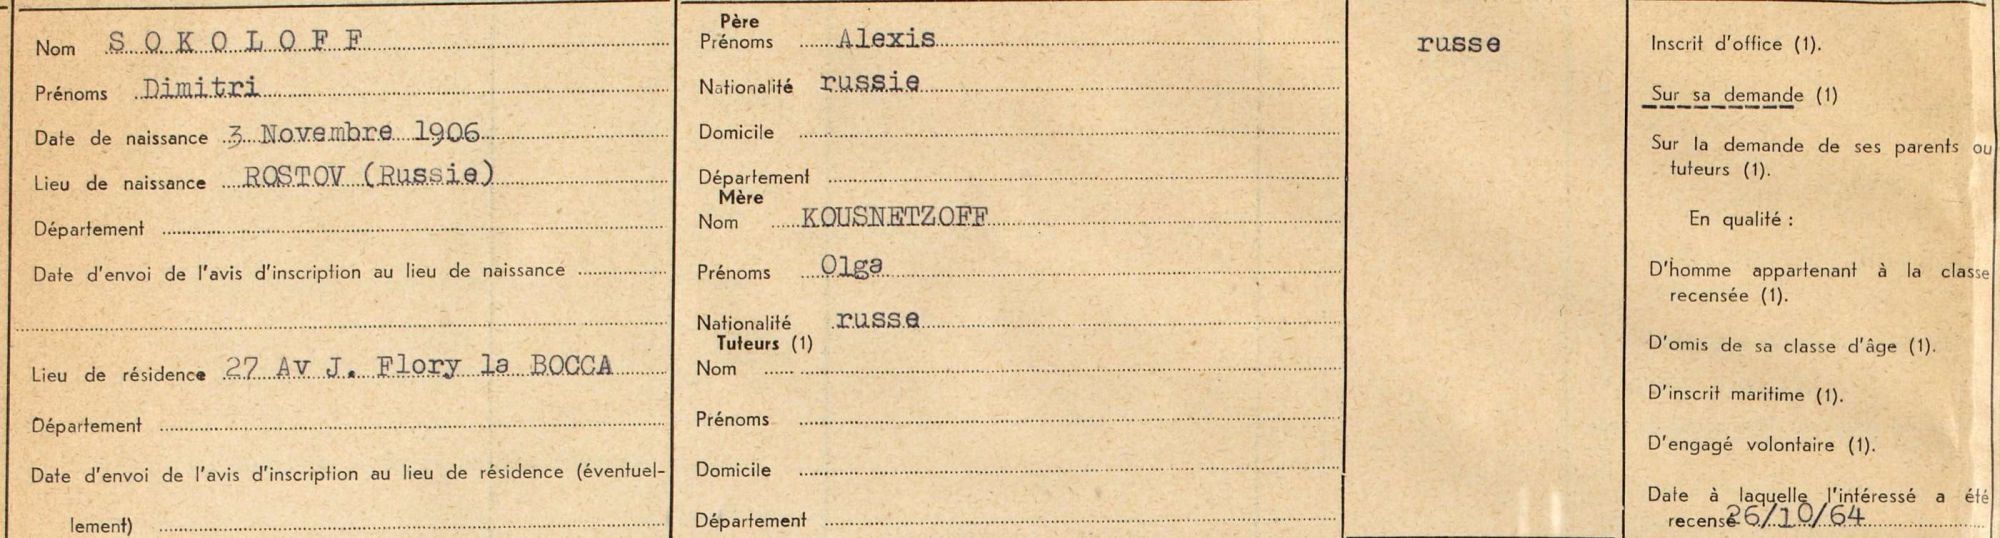 Nom S O K O L O F F
Prénoms Dimitri
Date de naissance 3 Novembre 1906
Lieu de naissance ROSTOV (Russie)
Département
Date d'envoi de l'avis d'inscription au lieu de naissance
Lieu de résidence 27 Av J. Flory la BOCCA
Département
Date d'envoi de l'avis d'inscription au lieu de résidence (éventuel-
lement)
Père
Prénoms Alexis
Nationalité russie
Domicile
Département
Mère
Nom KOUSNETZOFF
Prénoms Olga
Nationalité russe
Tuteurs (1)
Nom
Prénoms
Domicile
Département
russe
Inscrit d'office (1).
Sur sa demande (1)
Sur la demande de ses parents ou
tuteurs (1).
En qualité :
D'homme appartenant à la classe
recensée (1).
D'omis de sa classe d'âge (1).
D'inscrit maritime (1).
D'engagé volontaire (1).
Date à laquelle l'intéressé a été
recensé 26/10/64